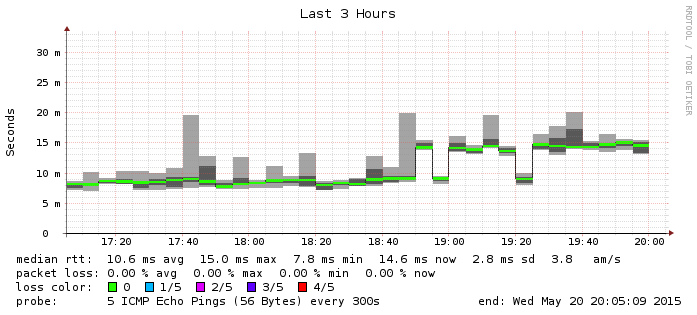 Last 3 Hours
RRDTOOL / TOBI OETIKER
Seconds
30 m
25 m
20 m
15 m
10 m
5 m
0
17:20 17:40 18:00 18:20 18:40 19:00 19:20 19:40 20:00
median rtt: 10.6 ms avg 15.0 ms max 7.8 ms min 14.6 ms now 2.8 ms sd 3.8 am/s
packet loss: 0.00 % avg 0.00 % max 0.00 % min 0.00 % now
loss color: 0 1/5 2/5 3/5 4/5
probe: 5 ICMP Echo Pings (56 Bytes) every 300s end: Wed May 20 20:05:09 2015